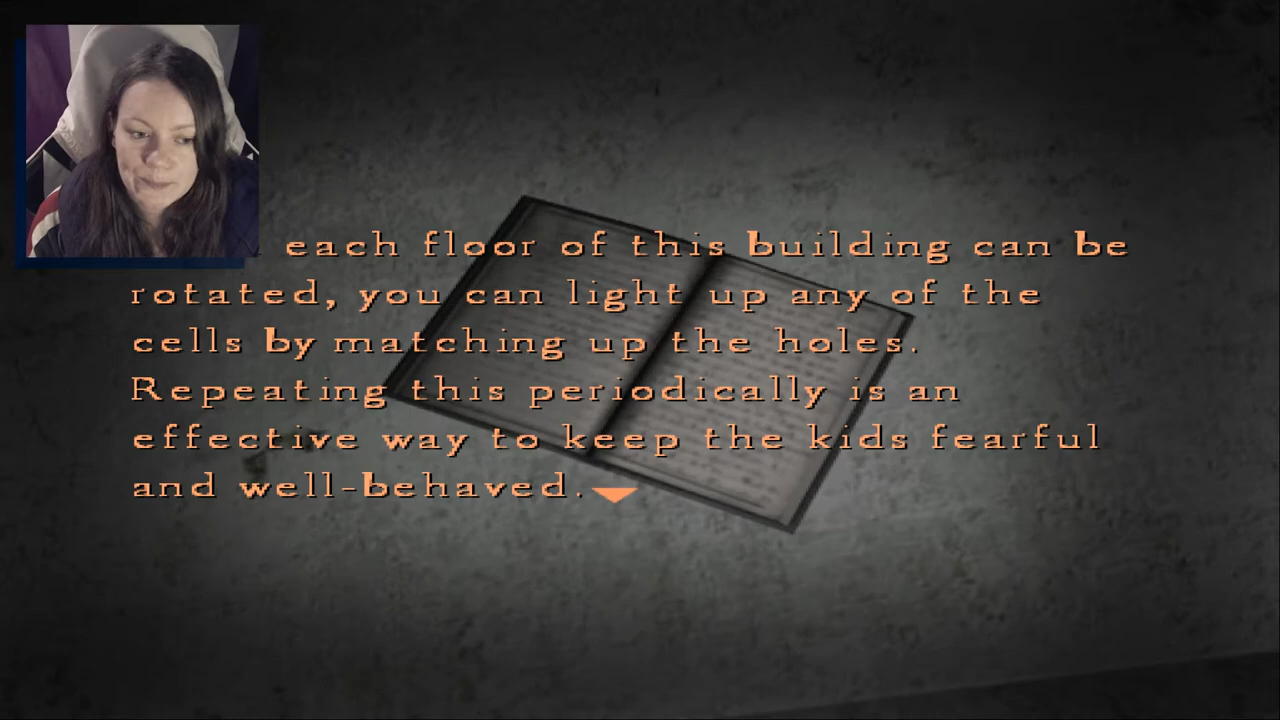 each floor of this building can be
rotated, you can light up any of the
cells by matching up the holes.
Repeating this periodically is an
effective way to keep the kids fearful
and well-behaved.